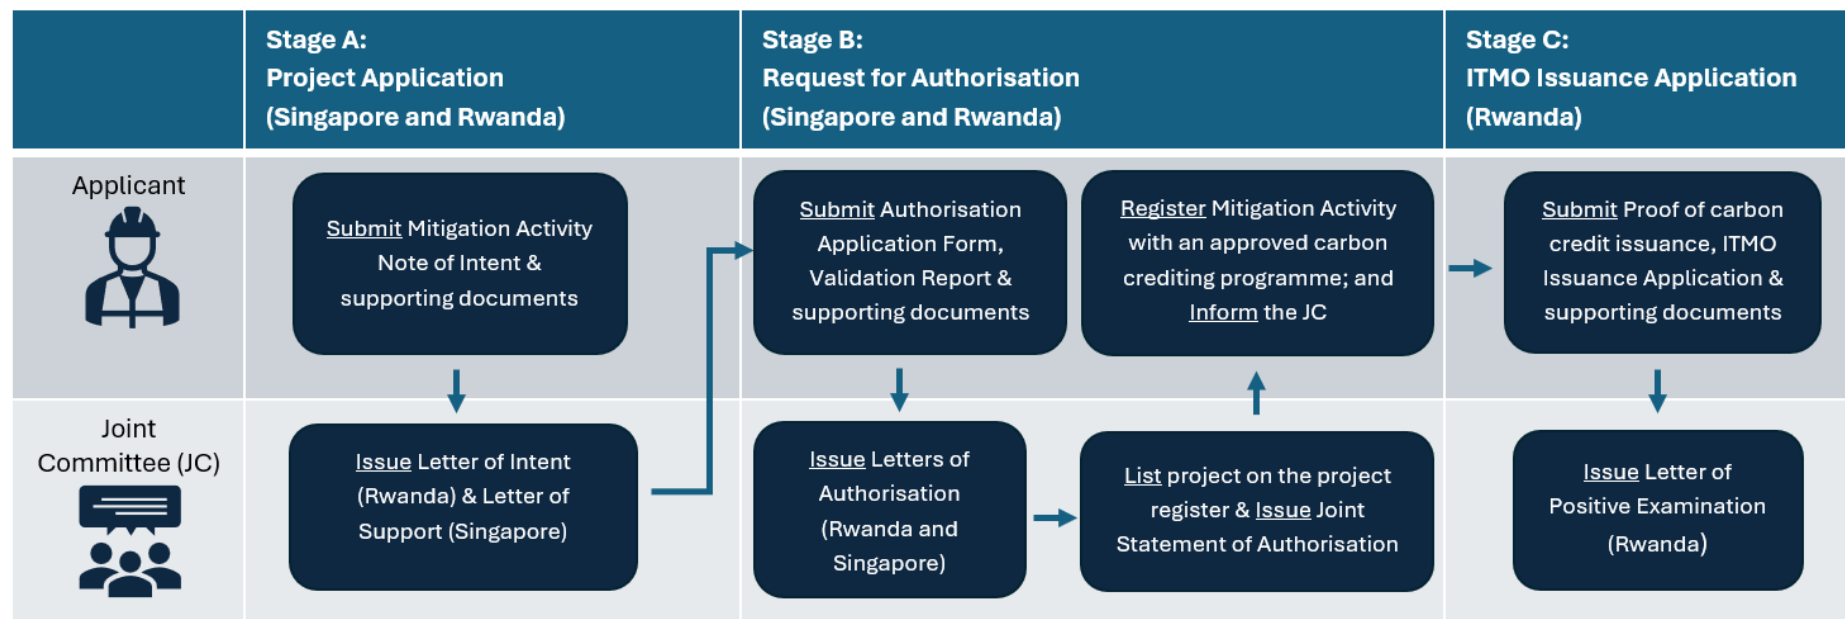 Stage A:
Project Application
(Singapore and Rwanda)
Stage B:
Request for Authorisation
(Singapore and Rwanda)
Stage C:
ITMO Issuance Application
(Rwanda)
Applicant
Submit Mitigation Activity
Note of Intent &
supporting documents
Submit Authorisation
Application Form,
Validation Report &
supporting documents
Register Mitigation Activity
with an approved carbon
crediting programme; and
Inform the JC
Submit Proof of carbon
credit issuance, ITMO
Issuance Application &
supporting documents
Joint
Committee (JC)
Issue Letter of Intent
(Rwanda) & Letter of
Support (Singapore)
Issue Letters of
Authorisation
(Rwanda and
Singapore)
List project on the project
register & Issue Joint
Statement of Authorisation
Issue Letter of
Positive Examination
(Rwanda)